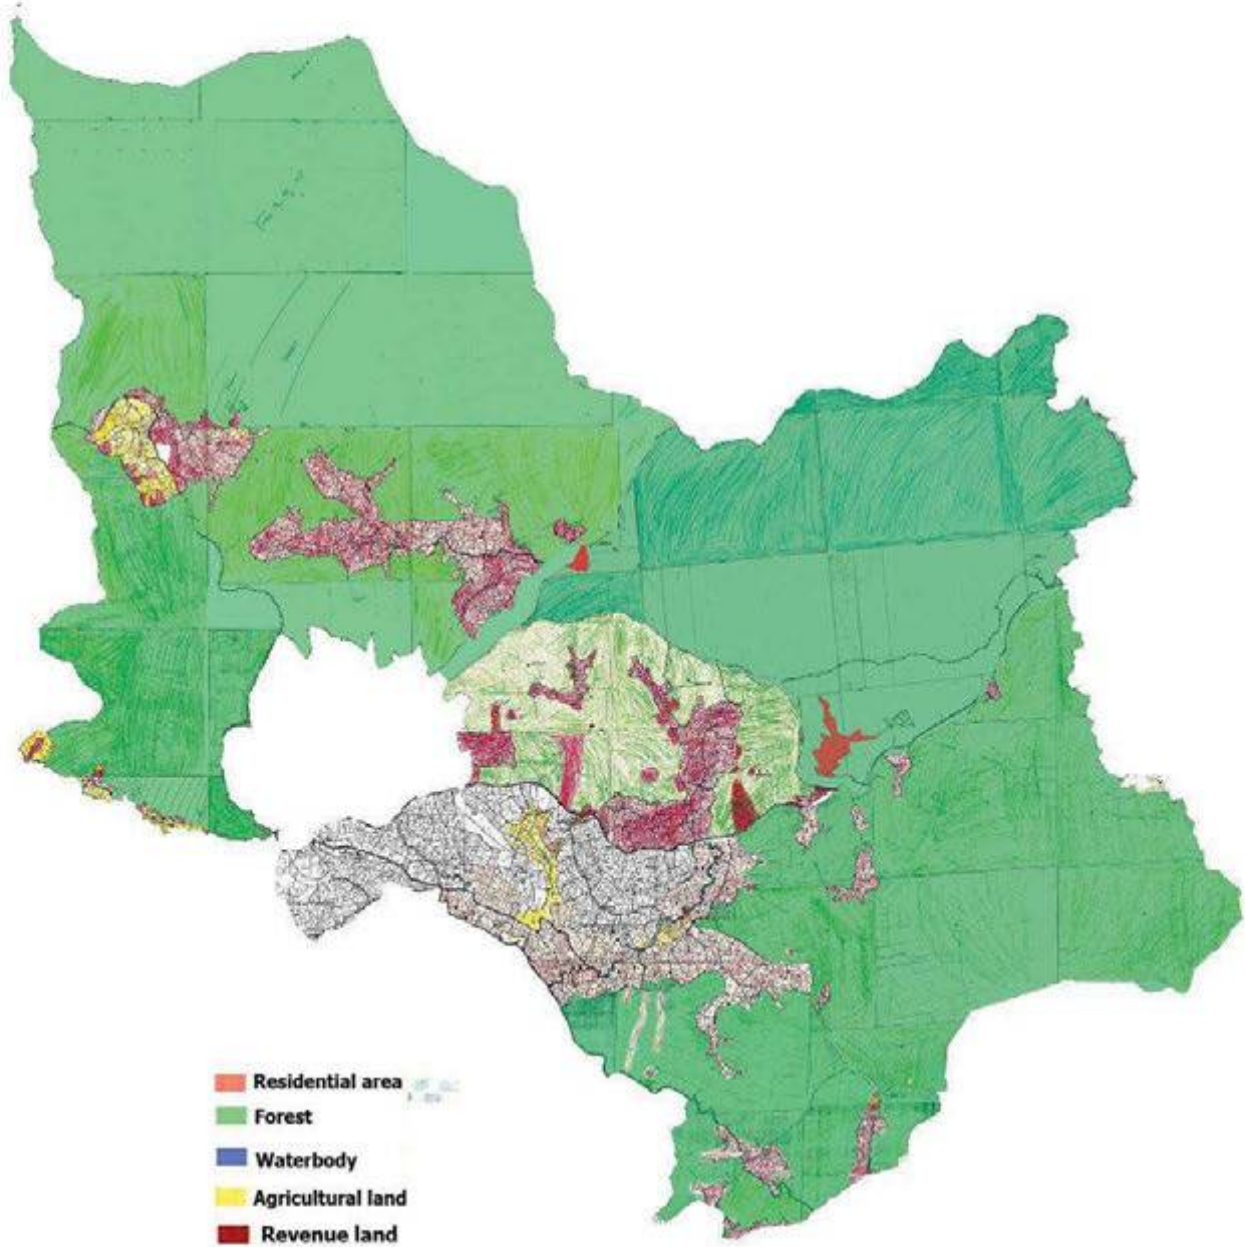 Residential area
Forest
Waterbody
Agricultural land
Revenue land